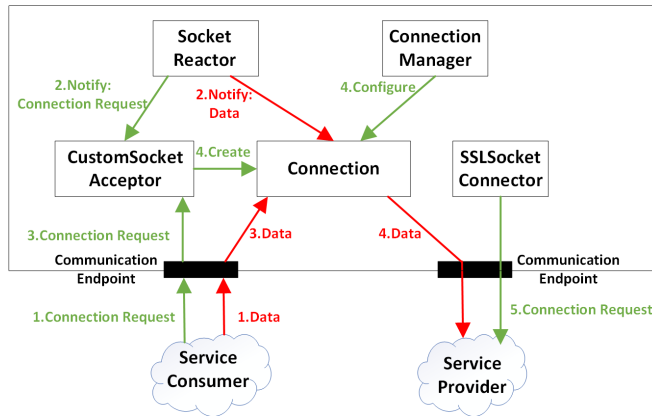 Socket
Reactor
Connection
Manager
2.Notify:
Connection Request
2.Notify:
Data
4.Configure
CustomSocket
Acceptor
4.Create
Connection
SSLSocket
Connector
3.Connection Request
3.Data
4.Data
Communication
Endpoint
Communication
Endpoint
1.Connection Request
1.Data
5.Connection Request
Service
Consumer
Service
Provider